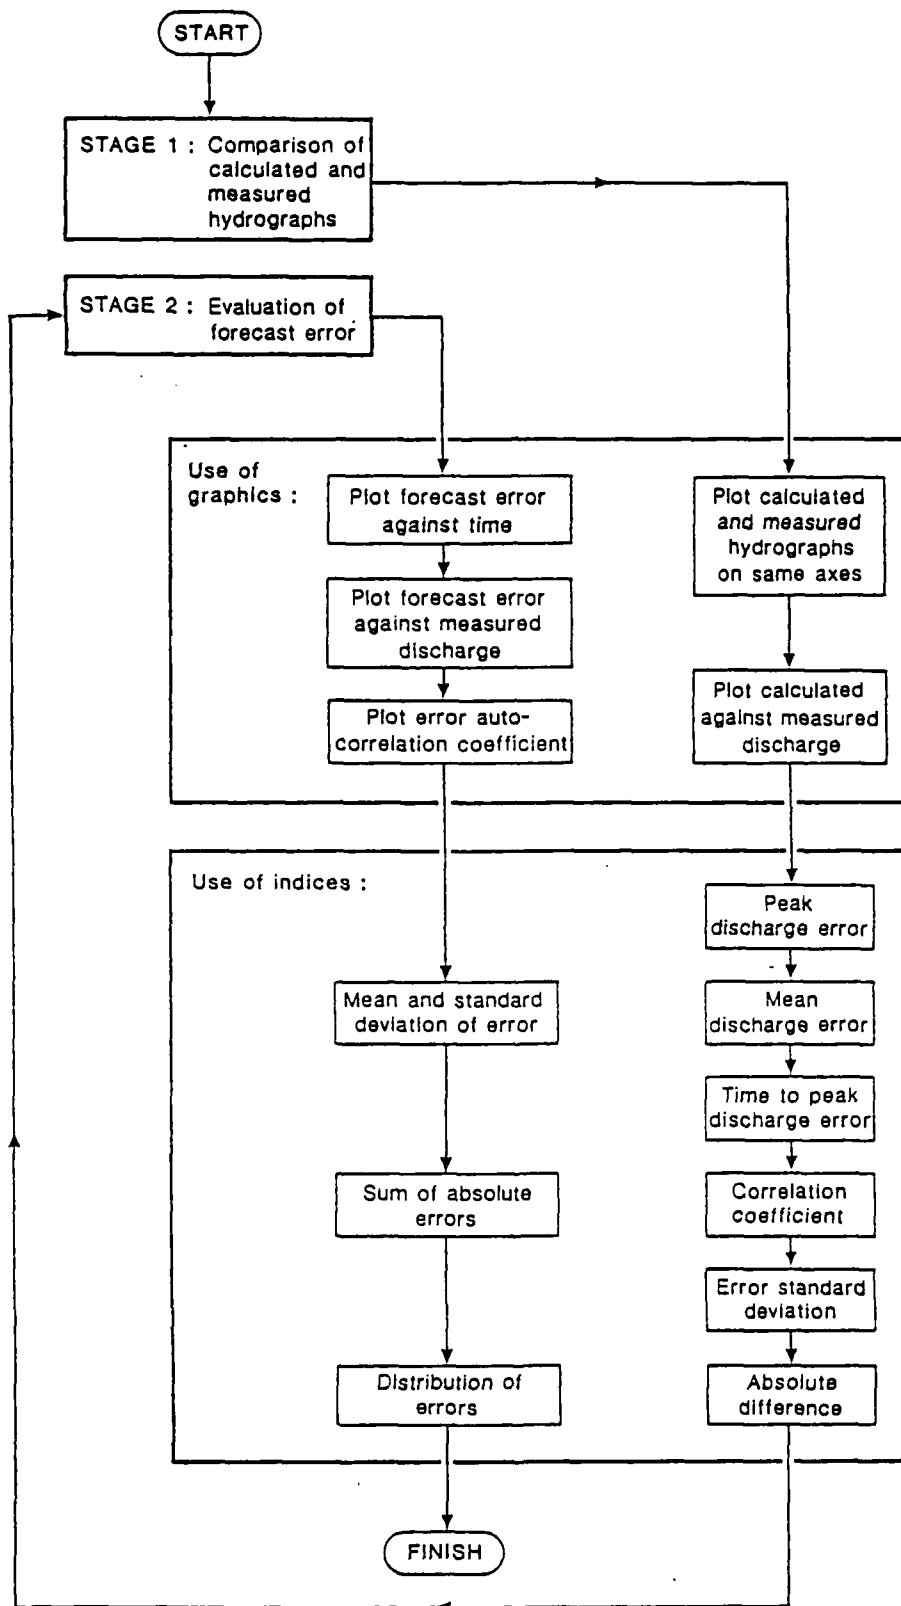 START
STAGE 1 : Comparison of
calculated and
measured
hydrographs
STAGE 2 : Evaluation of
forecast error
Use of
graphics :
Plot forecast error
against time
Plot forecast error
against measured
discharge
Plot error auto-
correlation coefficient
Plot calculated
and measured
hydrographs
on same axes
Plot calculated
against measured
discharge
Use of indices :
Mean and standard
deviation of error
Sum of absolute
errors
Distribution of
errors
Peak
discharge error
Mean
discharge error
Time to peak
discharge error
Correlation
coefficient
Error standard
deviation
Absolute
difference
FINISH